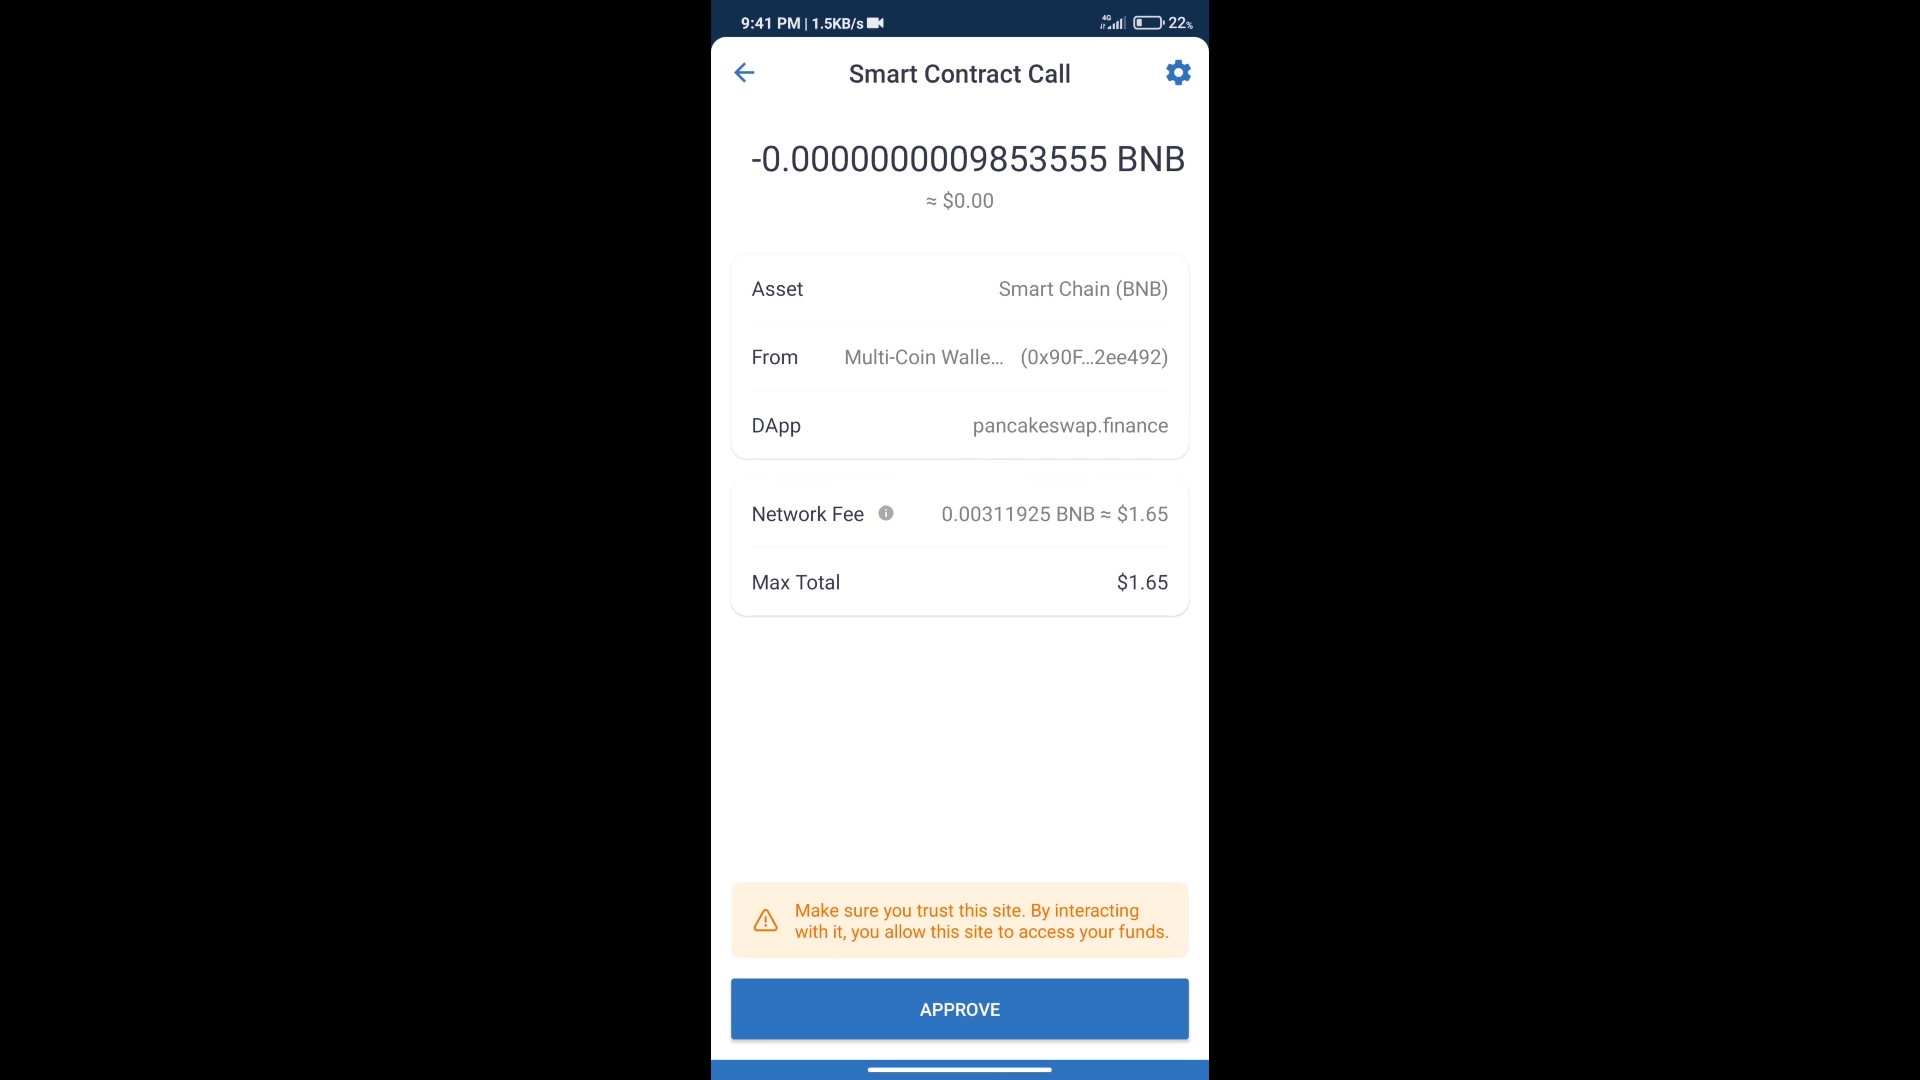 9:41 PM | 1.5KB/s 4G 22%
Smart Contract Call
-0.0000000009853555 BNB
≈ $0.00
Asset Smart Chain (BNB)
From Multi-Coin Walle... (0x90F...2ee492)
DApp pancakeswap.finance
Network Fee 0.00311925 BNB ≈ $1.65
Max Total $1.65
Make sure you trust this site. By interacting
with it, you allow this site to access your funds.
APPROVE